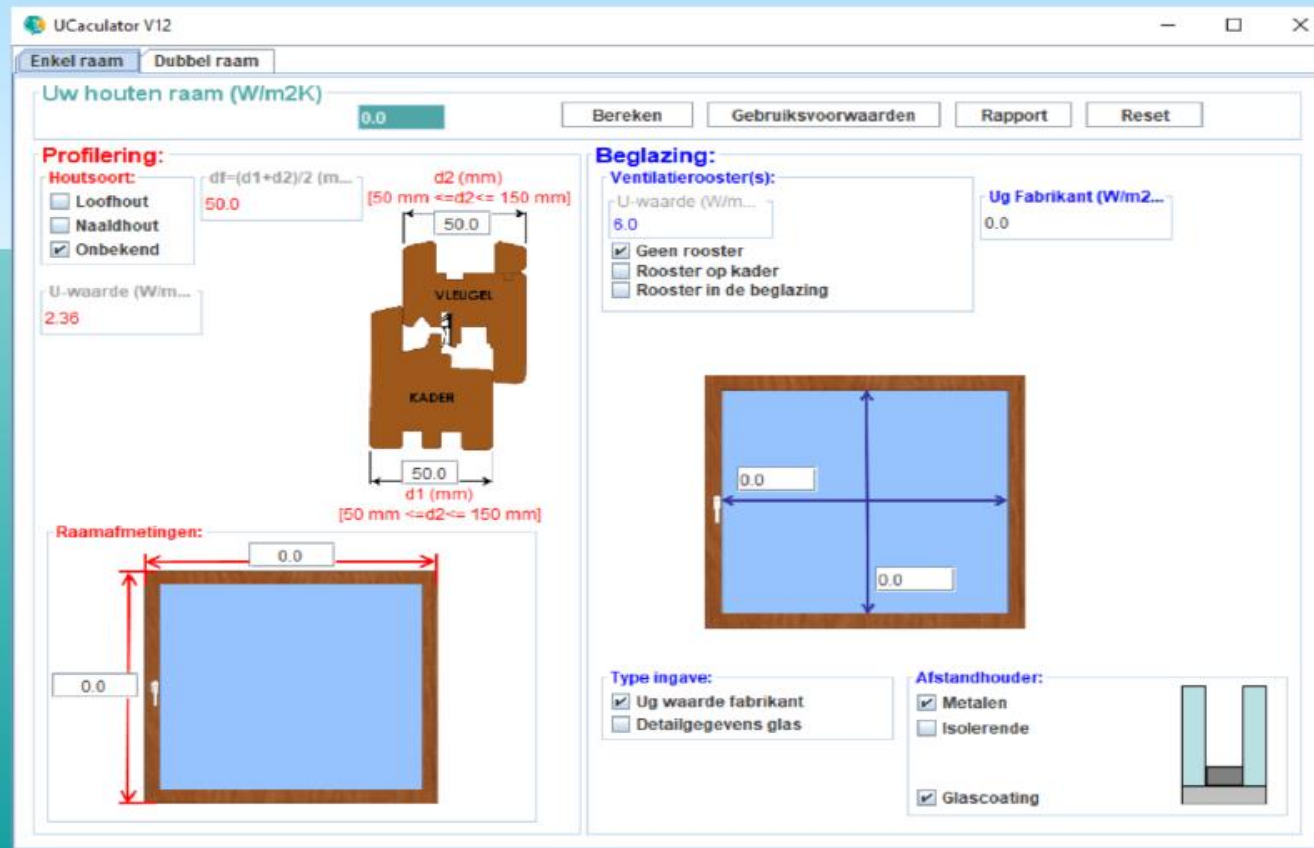 UCaculator V12
Enkel raam Dubbel raam
Uw houten raam (W/m2K)
0.0
Bereken Gebruiksvoorwaarden Rapport Reset
Profilering:
Houtsoort:
Loofhout
Naaldhout
Onbekend
df=(d1+d2)/2 (m...
50.0
d2 (mm)
[50 mm <=d2<= 150 mm]
50.0
U-waarde (W/m...
2.36
VLEUGEL
KADER
50.0
d1 (mm)
[50 mm <=d2<= 150 mm]
Raamafmetingen:
0.0
0.0
Beglazing:
Ventilatierooster(s):
U-waarde (W/m...
6.0
Geen rooster
Rooster op kader
Rooster in de beglazing
Ug Fabrikant (W/m2...
0.0
0.0
0.0
Type ingave:
Ug waarde fabrikant
Detailgegevens glas
Afstandhouder:
Metalen
Isolerende
Glascoating